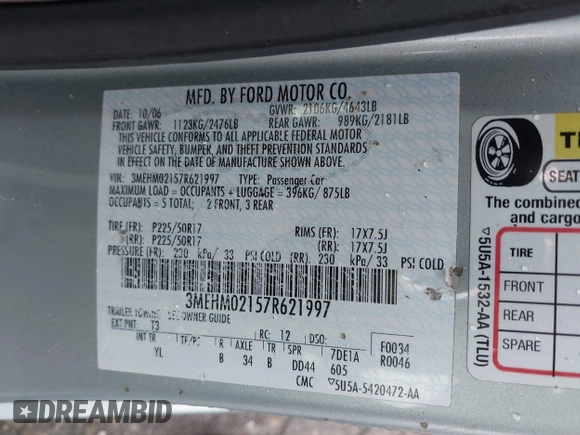 MFD. BY FORD MOTOR CO.
DATE: 10/06 GVWR: 2106KG/4643LB
FRONT GAWR: 1123KG/2476LB REAR GAWR: 989KG/2181LB
THIS VEHICLE CONFORMS TO ALL APPLICABLE FEDERAL MOTOR
VEHICLE SAFETY, BUMPER, AND THEFT PREVENTION STANDARDS
IN EFFECT ON THE DATE OF MANUFACTURE SHOWN ABOVE.
VIN: 3MEHM02157R621997 TYPE: Passenger Car
MAXIMUM LOAD = OCCUPANTS + LUGGAGE = 396KG/ 875LB
OCCUPANTS = 5 TOTAL: 2 FRONT, 3 REAR
TIRE(FR): P225/50R17 RIMS (FR): 17X7.5J
(RR): P225/50R17 (RR): 17X7.5J
PRESSURE(FR): 230 kPa/ 33 PSI COLD (RR): 230 kPa/ 33 PSI COLD
3MEHM02157R621997
TRAILER TOWING OWNER GUIDE
EXT PNT: T3 RC: 12 DSO:
INT TR TP/PS R AXLE TR SPR 7DE1A F0034
YL B 34 B DD44 605 R0046
CMC ▽5U5A-5420472-AA
SEAT
The combined
and cargo
TIRE
FRONT
REAR
SPARE
▽5U5A-1532-AA (TLU)
©DREAMBID